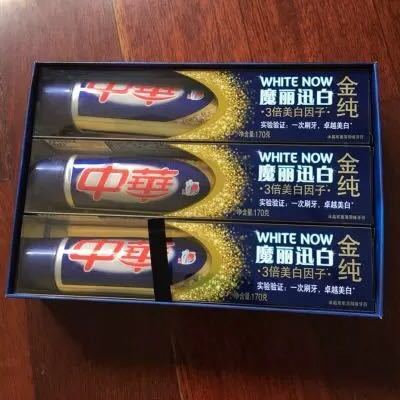 中華
WHITE NOW
魔丽迅白
金纯
3倍美白因子
实验验证：一次刷牙，卓越美白*
净含量：170克
中華
WHITE NOW
魔丽迅白
金纯
3倍美白因子
实验验证：一次刷牙，卓越美白*
净含量：170克
中華
WHITE NOW
魔丽迅白
金纯
3倍美白因子
实验验证：一次刷牙，卓越美白*
净含量：170克